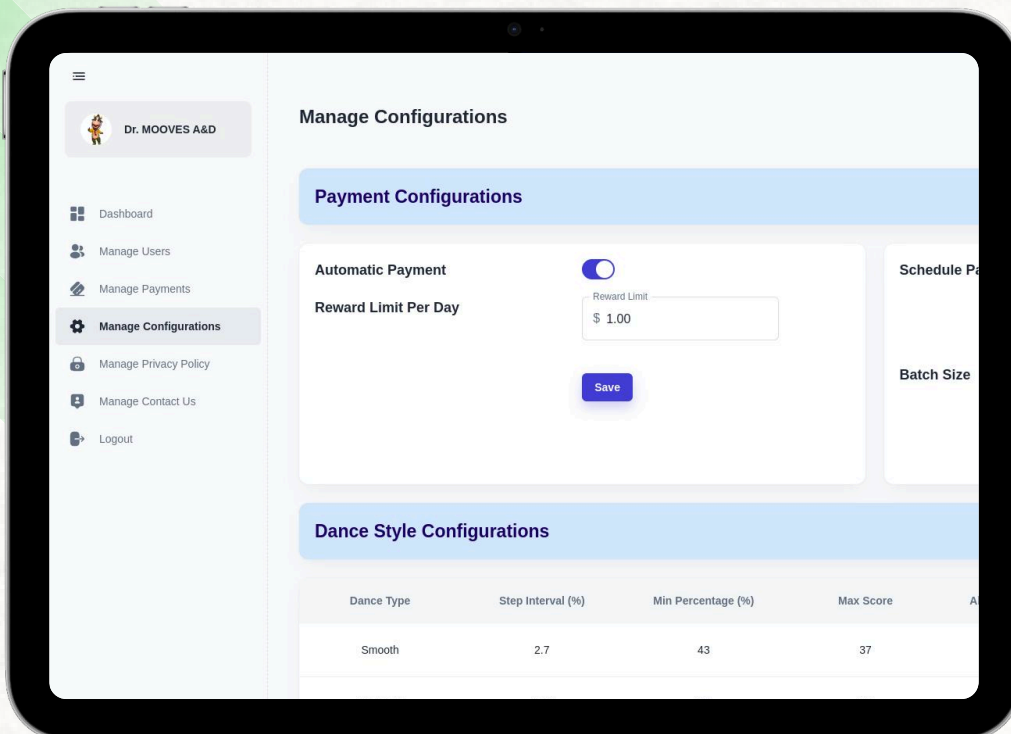 Dr. MOOVES A&D
Dashboard
Manage Users
Manage Payments
Manage Configurations
Manage Privacy Policy
Manage Contact Us
Logout
Manage Configurations
Payment Configurations
Automatic Payment
Reward Limit Per Day
Reward Limit
$ 1.00
Save
Schedule
Batch Size
Dance Style Configurations
Dance Type Step Interval (%) Min Percentage (%) Max Score
Smooth 2.7 43 37